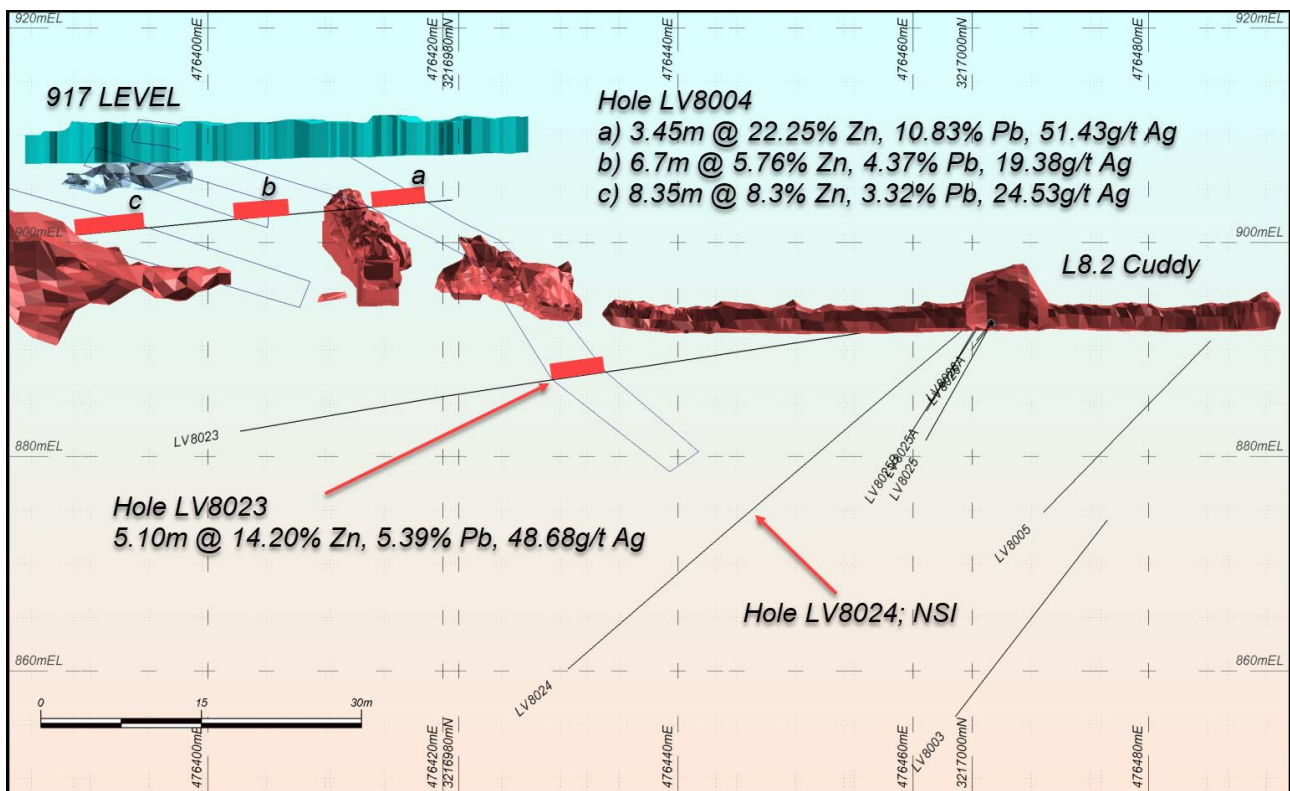 920mEL
476400mE
476420mE
3216980mN
476440mE
476460mE
3217000mN
476480mE
920mEL
917 LEVEL
Hole LV8004
a) 3.45m @ 22.25% Zn, 10.83% Pb, 51.43g/t Ag
b) 6.7m @ 5.76% Zn, 4.37% Pb, 19.38g/t Ag
c) 8.35m @ 8.3% Zn, 3.32% Pb, 24.53g/t Ag
a
b
c
900mEL
900mEL
L8.2 Cuddy
LV8026
LV8025A
LV8025B
LV8025
LV8023
880mEL
880mEL
Hole LV8023
5.10m @ 14.20% Zn, 5.39% Pb, 48.68g/t Ag
LV8005
Hole LV8024; NSI
860mEL
860mEL
LV8024
LV8003
0
15
30m
476400mE
476420mE
3216980mN
476440mE
476460mE
3217000mN
476480mE